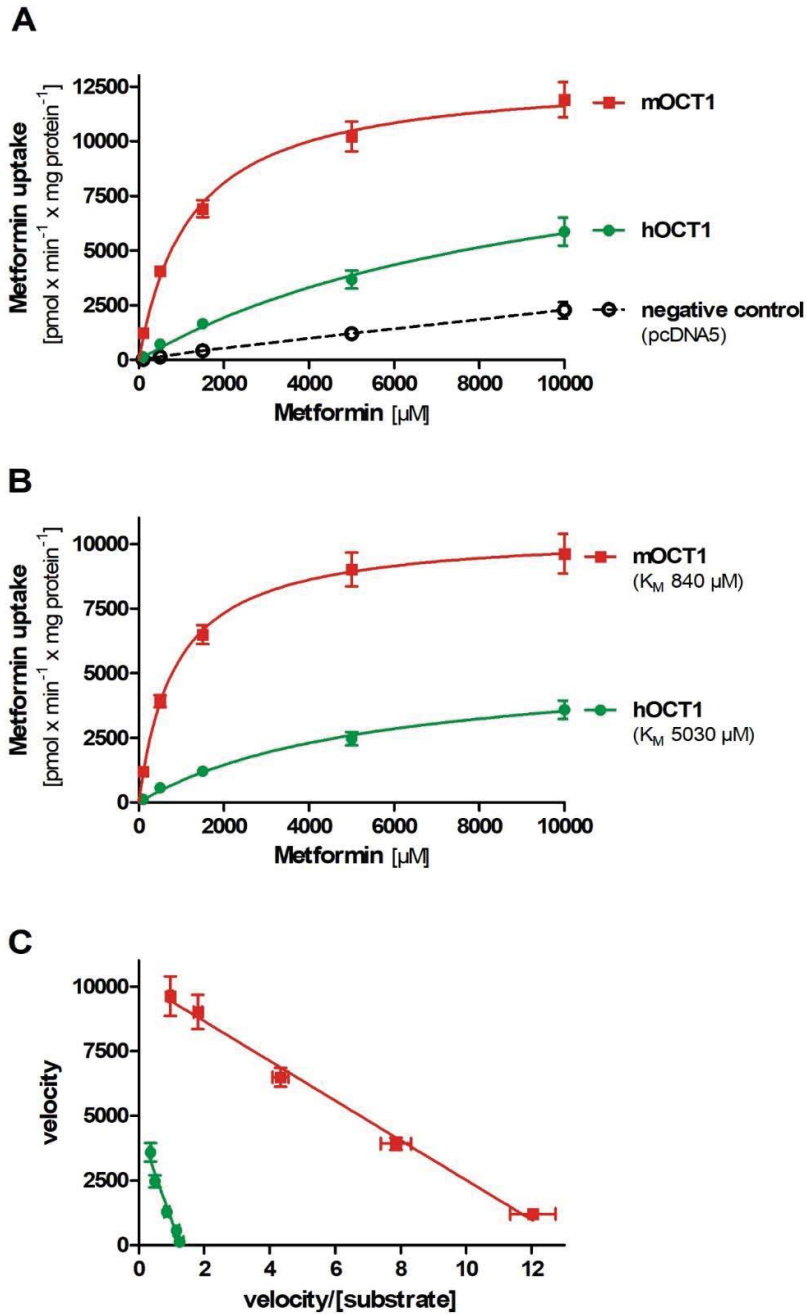 A
Metformin uptake
[pmol x min⁻¹ x mg protein⁻¹]
12500
10000
7500
5000
2500
0
0 2000 4000 6000 8000 10000
Metformin [µM]
mOCT1
hOCT1
negative control
(pcDNA5)
B
Metformin uptake
[pmol x min⁻¹ x mg protein⁻¹]
10000
7500
5000
2500
0
0 2000 4000 6000 8000 10000
Metformin [µM]
mOCT1
(K_M 840 µM)
hOCT1
(K_M 5030 µM)
C
velocity
10000
7500
5000
2500
0
0 2 4 6 8 10 12
velocity/[substrate]